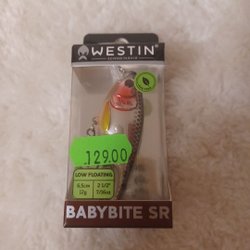 WESTIN
.129.00
LOW FLOATING
6,5cm 2 1/2"
12g 7/16oz
BABYBITE SR